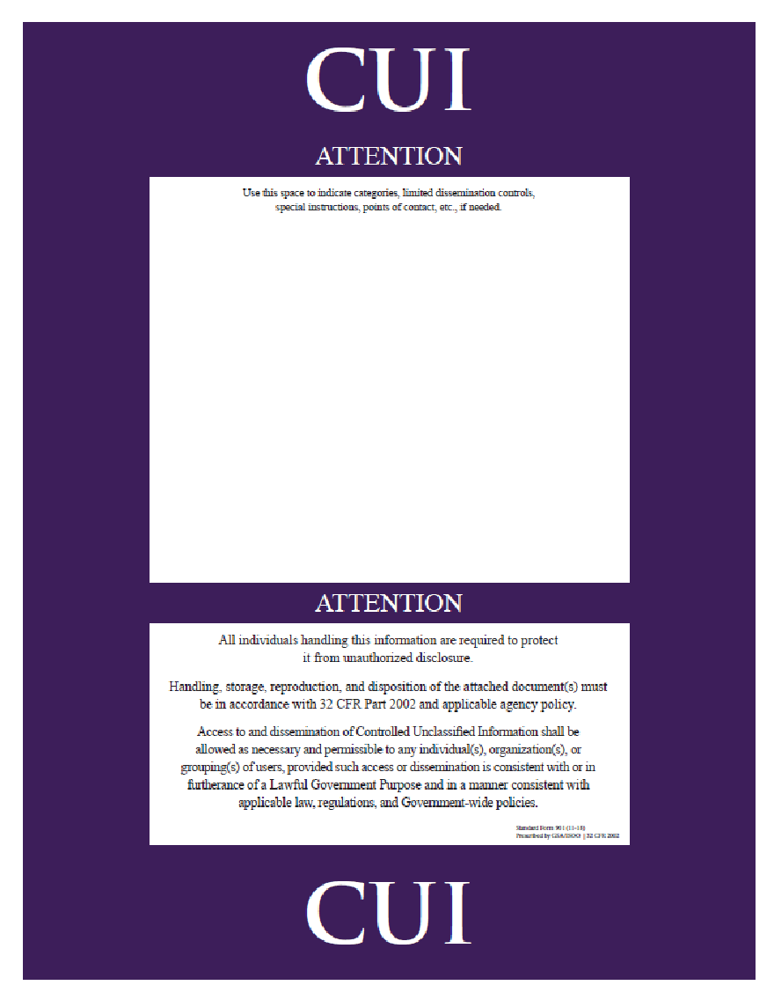 CUI
ATTENTION
Use this space to indicate categories, limited dissemination controls,
special instructions, points of contact, etc., if needed.
ATTENTION
All individuals handling this information are required to protect
it from unauthorized disclosure.
Handling, storage, reproduction, and disposition of the attached document(s) must
be in accordance with 32 CFR Part 2002 and applicable agency policy.
Access to and dissemination of Controlled Unclassified Information shall be
allowed as necessary and permissible to any individual(s), organization(s), or
grouping(s) of users, provided such access or dissemination is consistent with or in
furtherance of a Lawful Government Purpose and in a manner consistent with
applicable law, regulations, and Government-wide policies.
Standard Form 901 (11-18)
Prescribed by GSA/ISOO | 32 CFR 2002
CUI